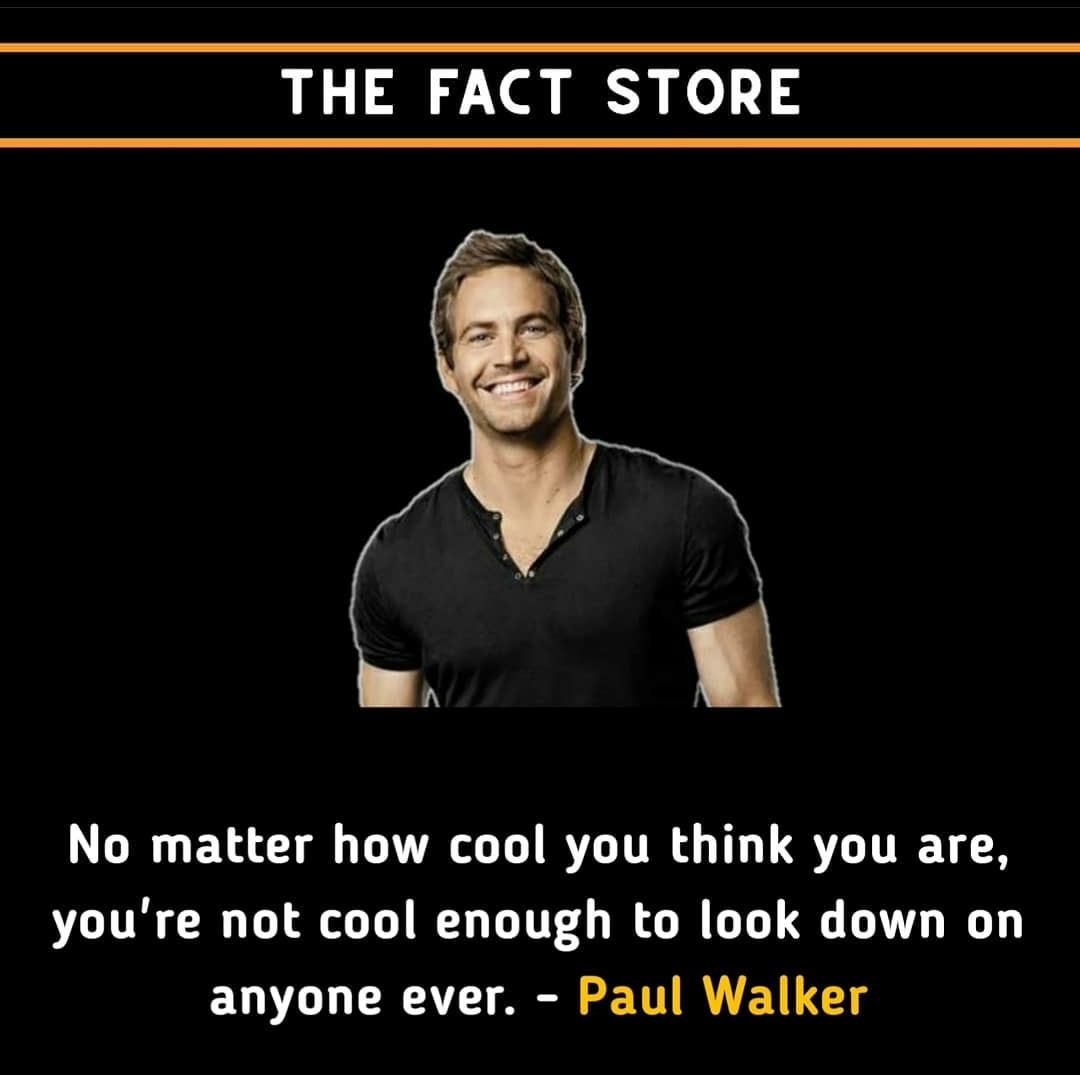 THE FACT STORE
No matter how cool you think you are,
you're not cool enough to look down on
anyone ever. - Paul Walker